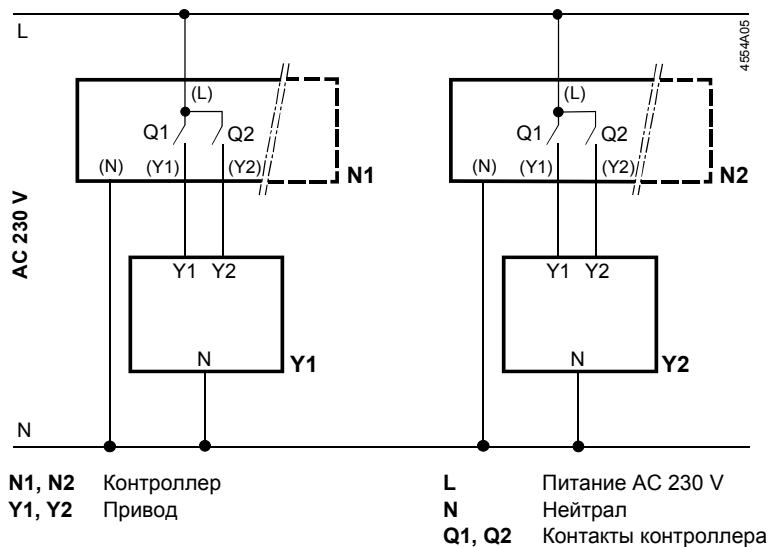 L
4554A05
(L)
(L)
Q1
Q2
Q1
Q2
(N)
(Y1)
(Y2)
N1
(N)
(Y1)
(Y2)
N2
AC 230 V
Y1
Y2
Y1
Y2
N
Y1
N
Y2
N
N1, N2 Контроллер
Y1, Y2 Привод
L Питание AC 230 V
N Нейтрал
Q1, Q2 Контакты контроллера